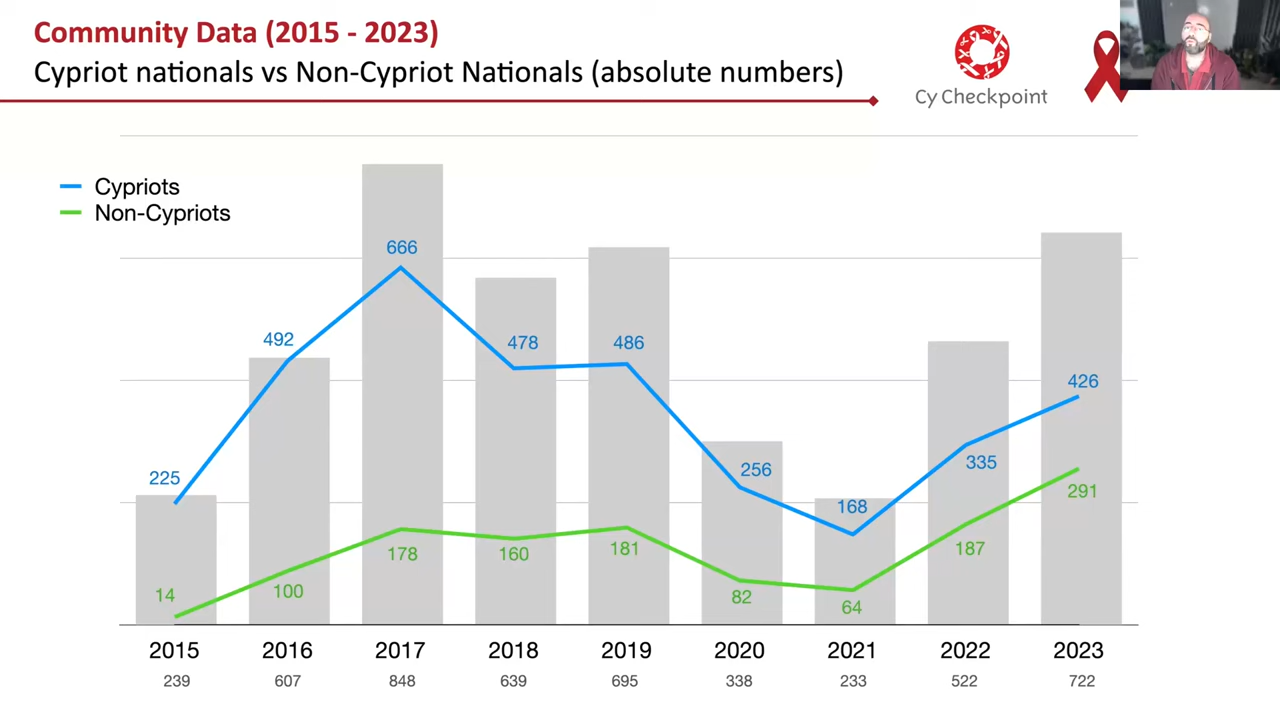 Community Data (2015 - 2023)
Cypriot nationals vs Non-Cypriot Nationals (absolute numbers)
Cy Checkpoint
Cypriots
Non-Cypriots
225
492
666
478
486
256
168
335
426
14
100
178
160
181
82
64
187
291
2015 2016 2017 2018 2019 2020 2021 2022 2023
239 607 848 639 695 338 233 522 722